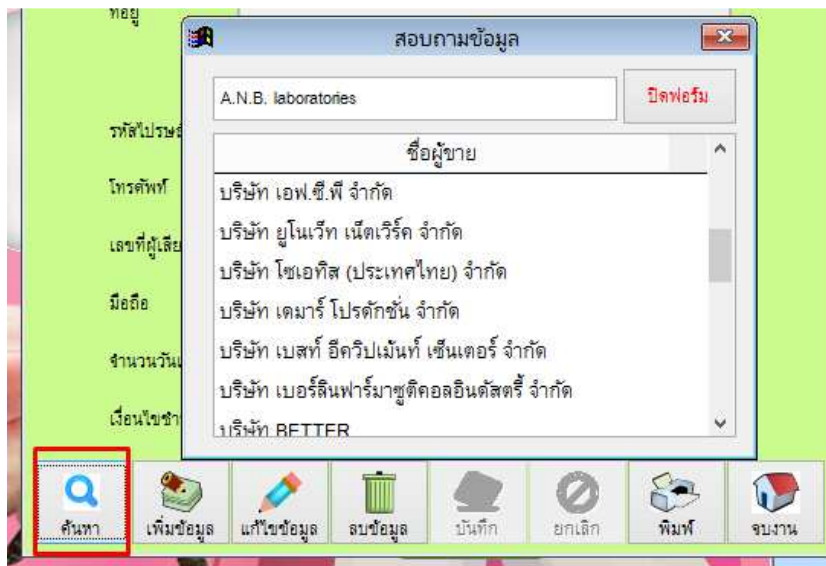 ที่อยู่
สอบถามข้อมูล
A.N.B. laboratories
ปิดฟอร์ม
ชื่อผู้ขาย
รหัสไปรษ
โทรศัพท์
เลขที่ผู้เสีย
มือถือ
จำนวนวัน
เงื่อนไขชำ
บริษัท เอฟ.ซี.พี จำกัด
บริษัท ยูโนเว็ท เน็ตเวิร์ค จำกัด
บริษัท โซเอทิส (ประเทศไทย) จำกัด
บริษัท เดมาร์ โปรดักชั่น จำกัด
บริษัท เบสท์ อีควิปเม้นท์ เซ็นเตอร์ จำกัด
บริษัท เบอร์ลินฟาร์มาซูติคอลอินดัสตรี้ จำกัด
บริษัท BETTER
ค้นหา
เพิ่มข้อมูล
แก้ไขข้อมูล
ลบข้อมูล
บันทึก
ยกเลิก
พิมพ์
จบงาน